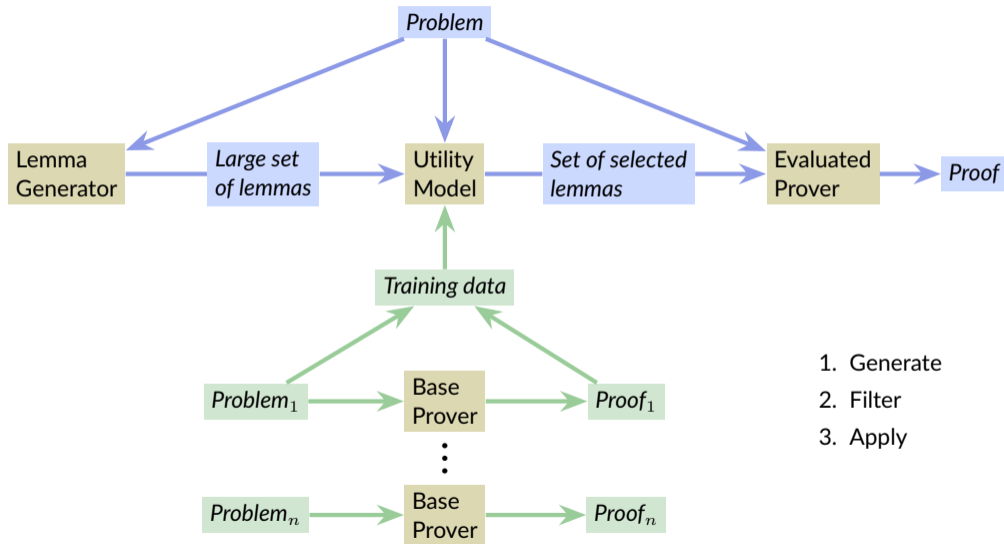 Problem
Lemma
Generator
Large set
of lemmas
Utility
Model
Set of selected
lemmas
Evaluated
Prover
Proof
Training data
Problem₁
Base
Prover
Proof₁
1. Generate
2. Filter
3. Apply
⋮
Problemₙ
Base
Prover
Proofₙ